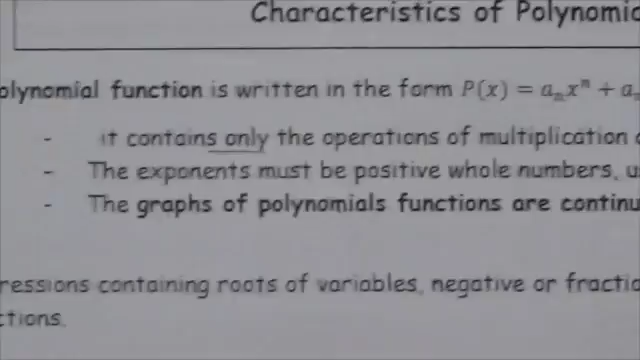 Characteristics of Polynomi
olynomial function is written in the form P(x) = aₙxⁿ + a
- it contains only the operations of multiplication
- The exponents must be positive whole numbers, u
- The graphs of polynomials functions are continu
ressions containing roots of variables, negative or fractio
ctions.